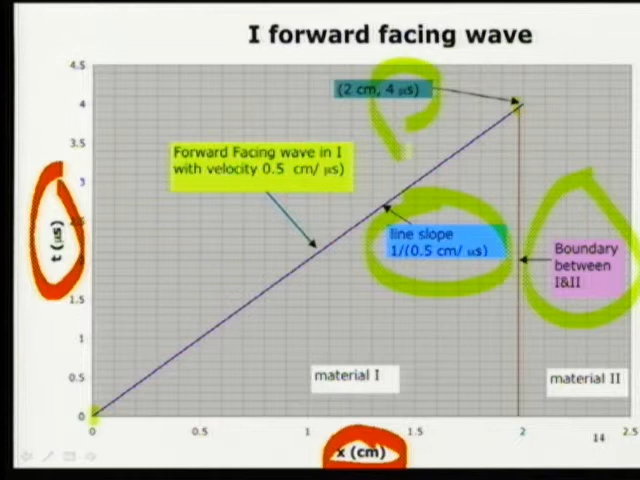 I forward facing wave
4.5
(2 cm, 4 μs)
4
3.5
Forward Facing wave in I
with velocity 0.5 cm/ μs)
3
t (μs)
line slope
1/(0.5 cm/ μs)
Boundary
between
I&II
1.5
1
material I
material II
0.5
0
0 0.5 1 1.5 2 2.5
14
x (cm)